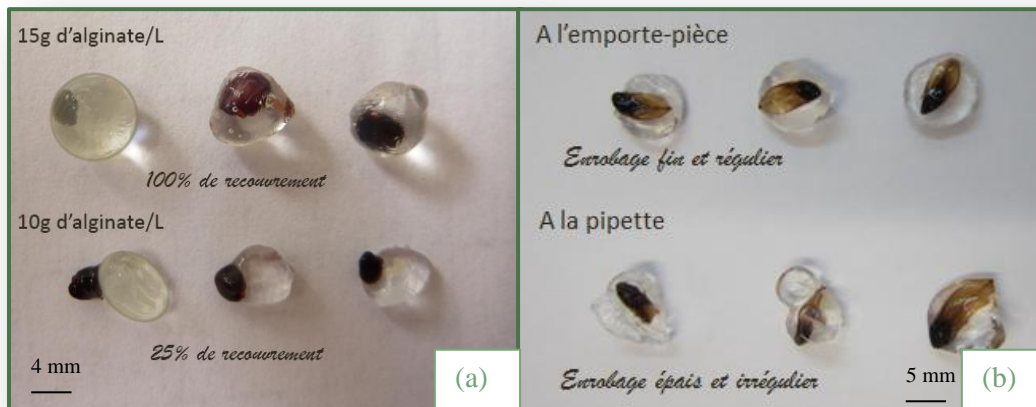 15g d'alginate/L
100% de recouvrement
10g d'alginate/L
25% de recouvrement
4 mm
(a)
A l'emporte-pièce
Enrobage fin et régulier
A la pipette
Enrobage épais et irrégulier
5 mm
(b)